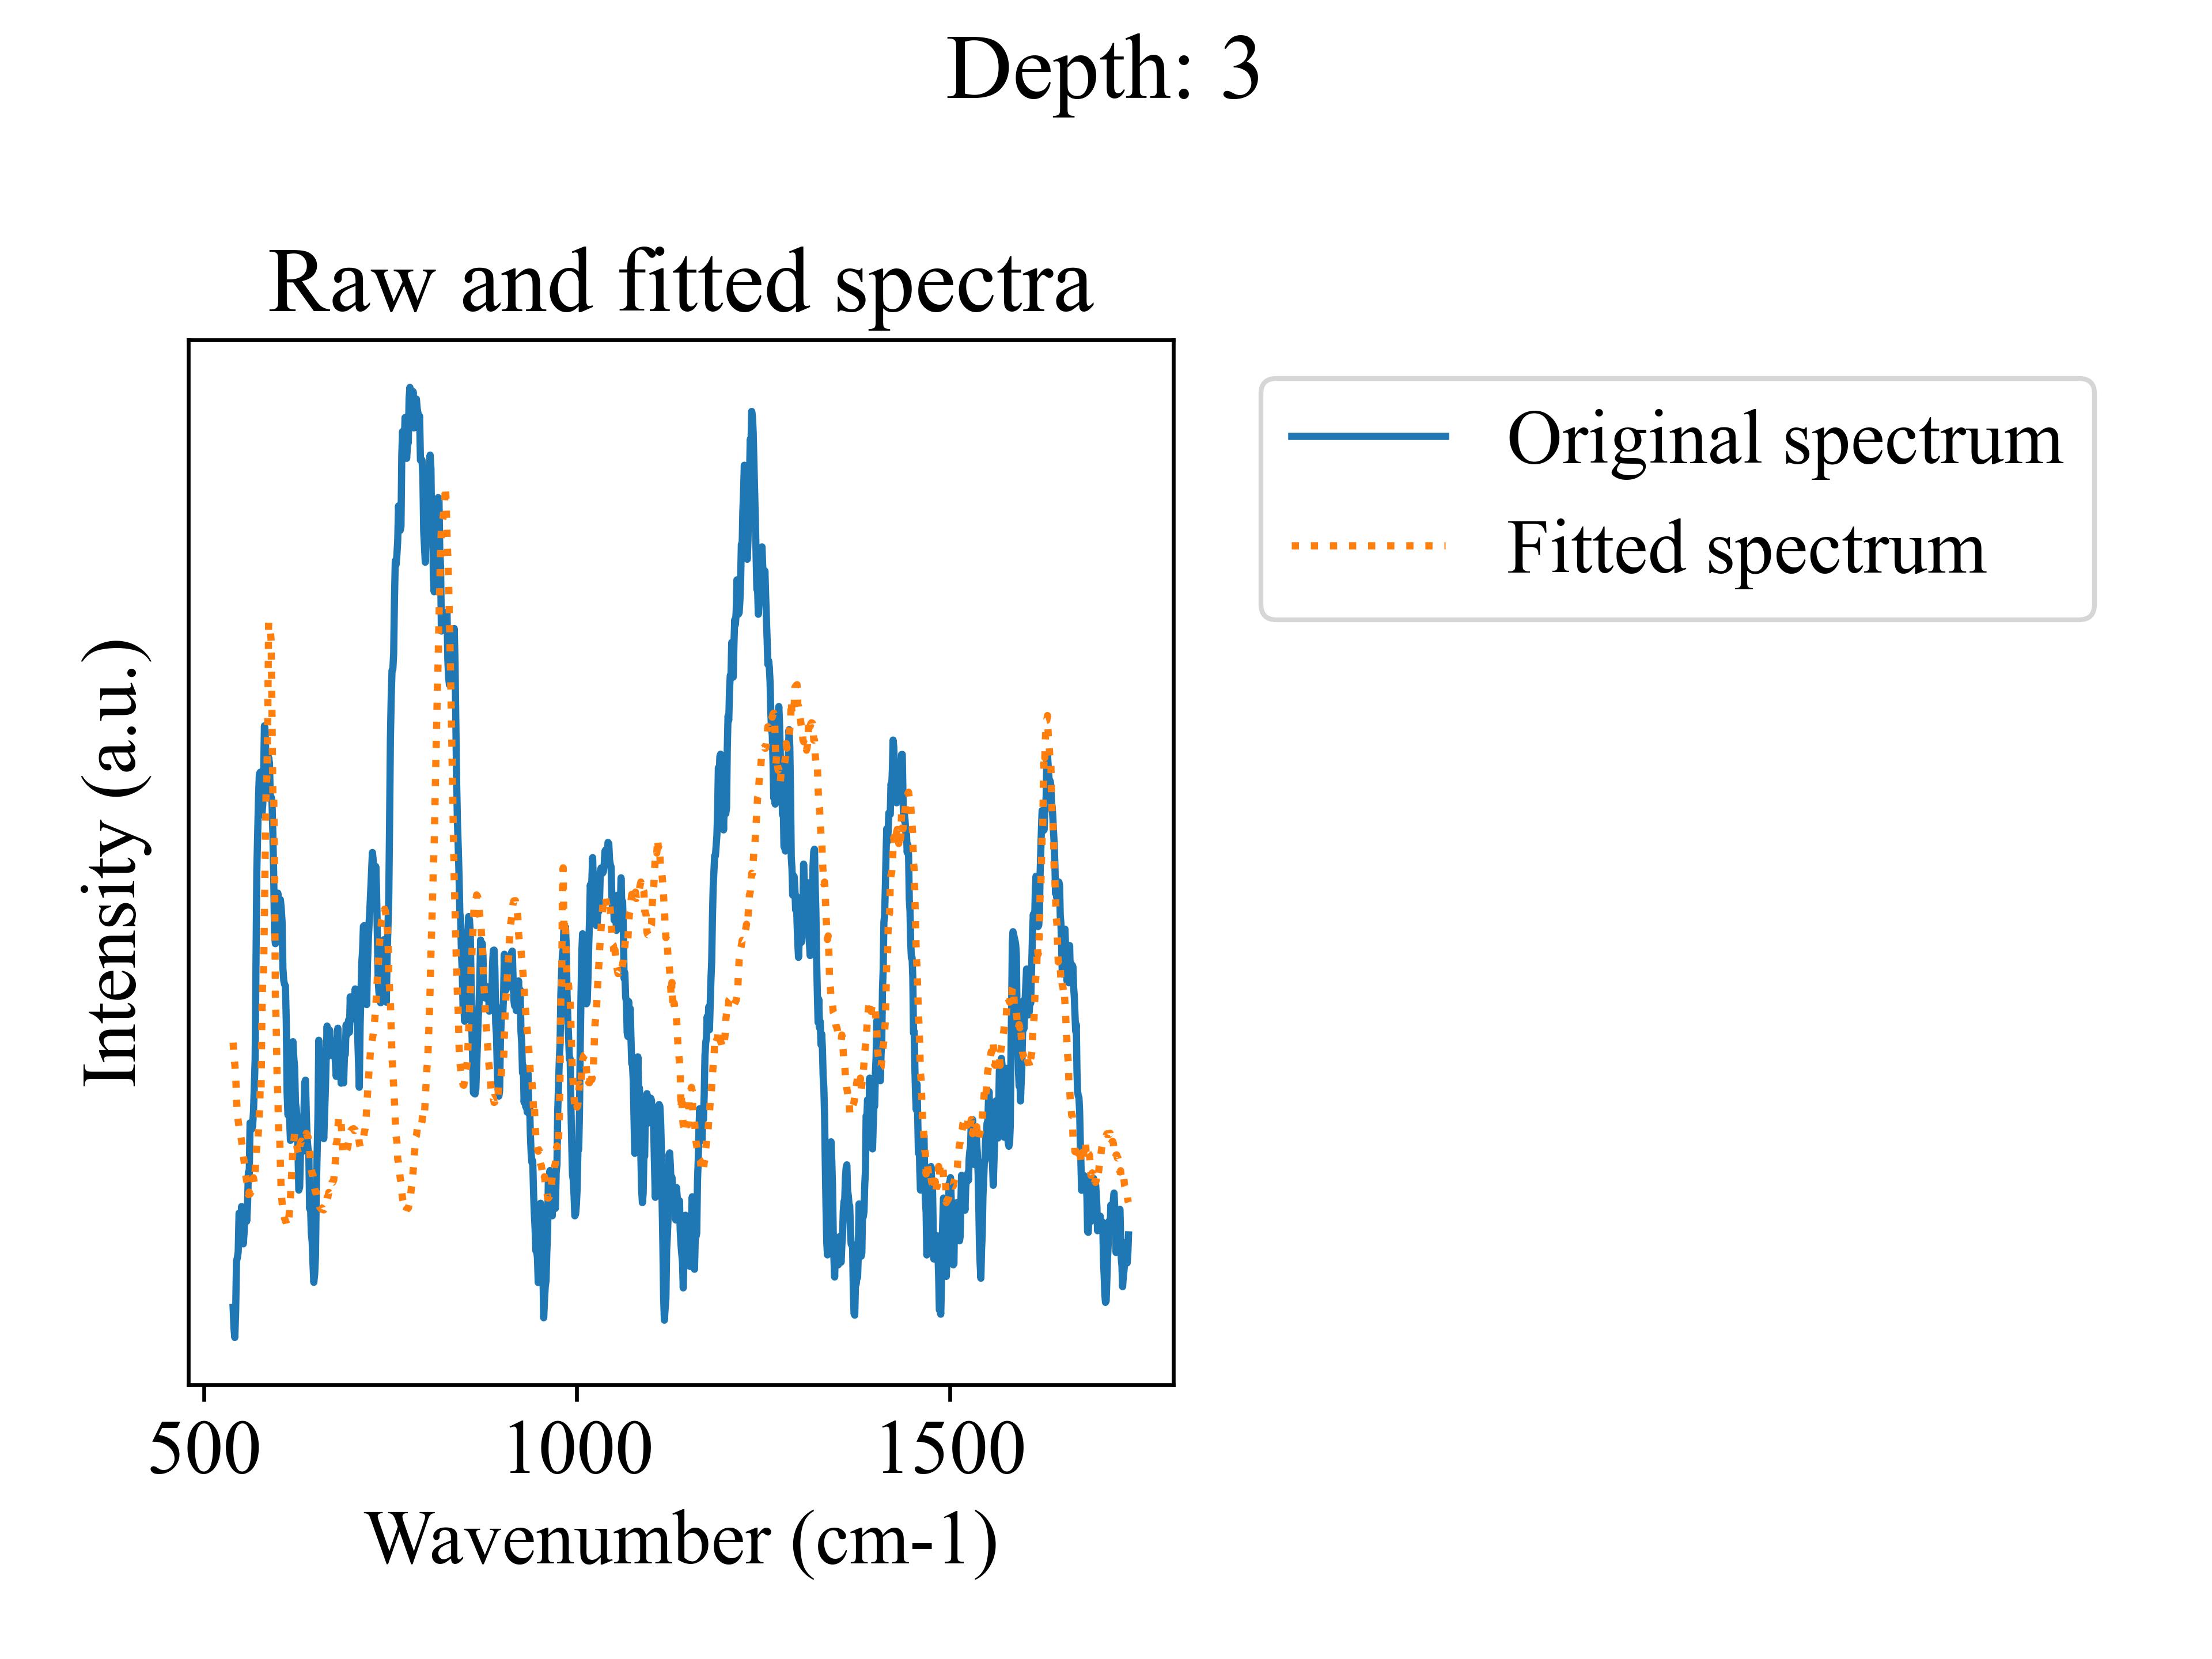 Depth: 3
Raw and fitted spectra
Original spectrum
Fitted spectrum
Intensity (a.u.)
500 1000 1500
Wavenumber (cm-1)